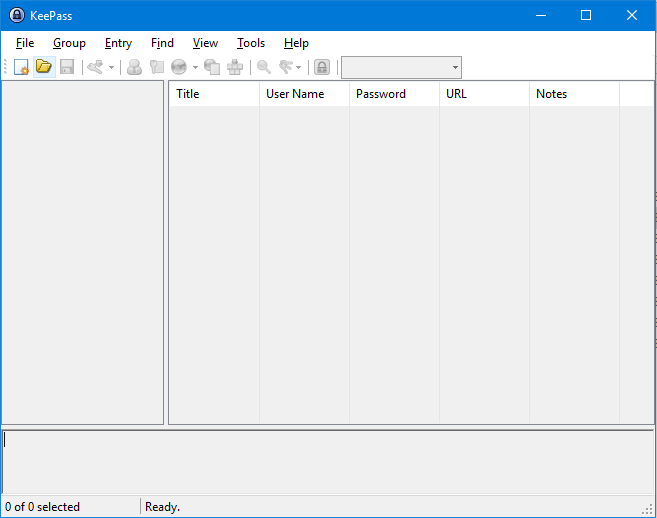 KeePass
File Group Entry Find View Tools Help
Title User Name Password URL Notes
0 of 0 selected Ready.